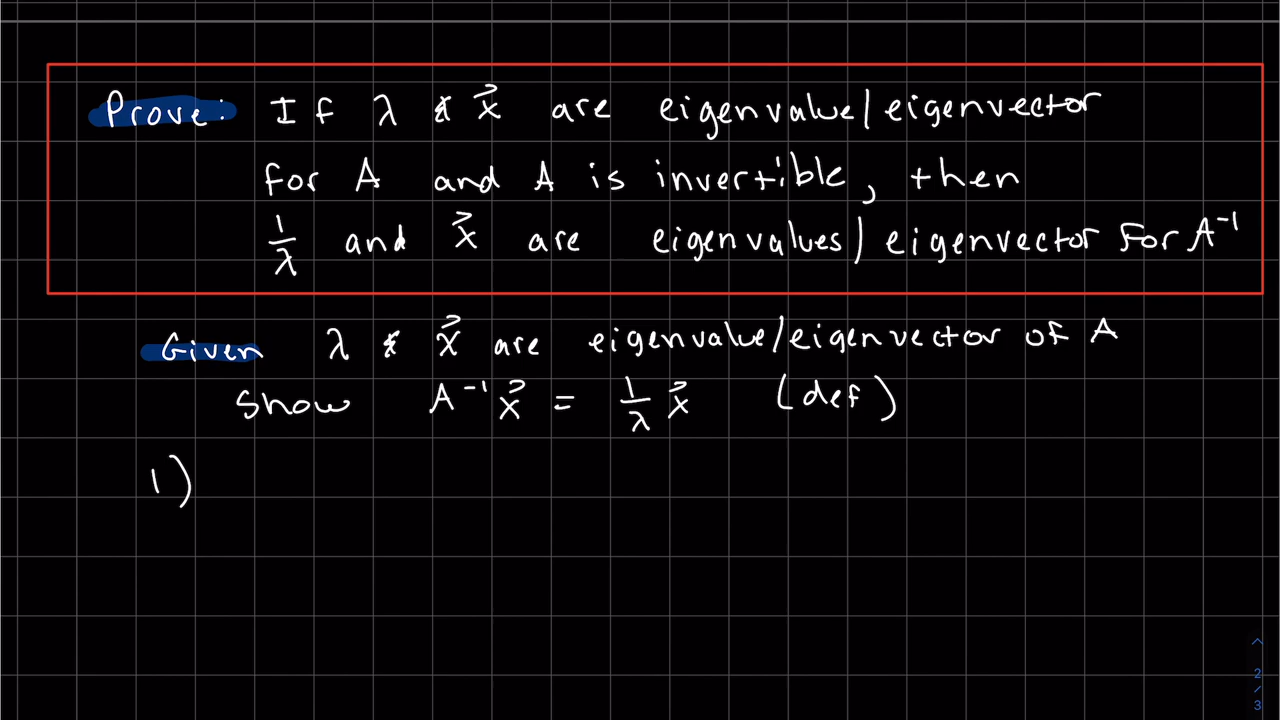 Prove: If λ & x⃗ are eigenvalue/eigenvector
for A and A is invertible, then
1/λ and x⃗ are eigenvalues/eigenvector for A⁻¹
Given λ & x⃗ are eigenvalue/eigenvector of A
Show A⁻¹x⃗ = 1/λ x⃗ (def)
1)
2/3